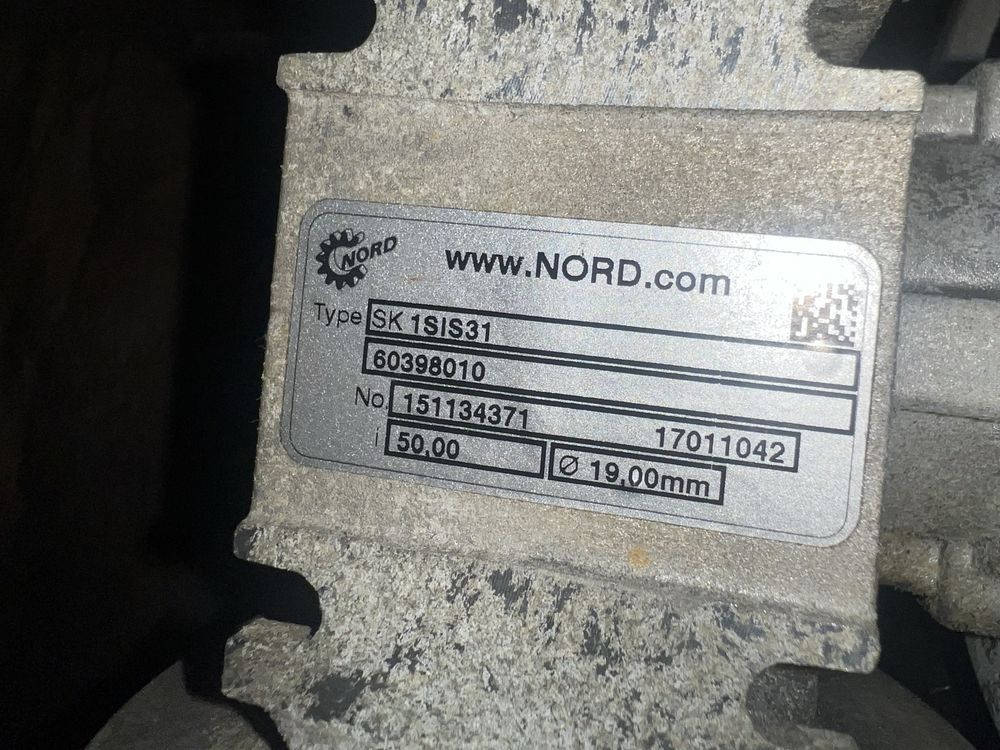 NORD
www.NORD.com
Type SK 1SIS31
60398010
No. 151134371 17011042
i 50,00 Ø 19,00mm